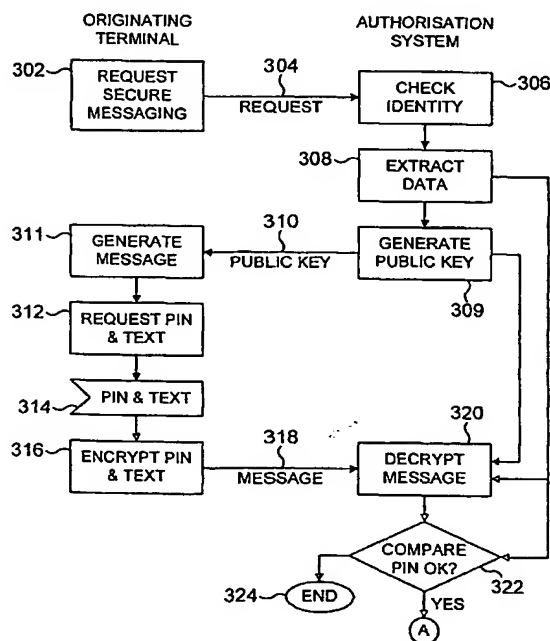 ORIGINATING
TERMINAL
AUTHORISATION
SYSTEM
302
REQUEST
SECURE
MESSAGING
304
REQUEST
CHECK
IDENTITY
306
308
EXTRACT
DATA
311
GENERATE
MESSAGE
310
PUBLIC KEY
GENERATE
PUBLIC KEY
309
312
REQUEST PIN
& TEXT
314
PIN & TEXT
316
ENCRYPT PIN
& TEXT
318
MESSAGE
320
DECRYPT
MESSAGE
COMPARE
PIN OK?
322
324
END
YES
A